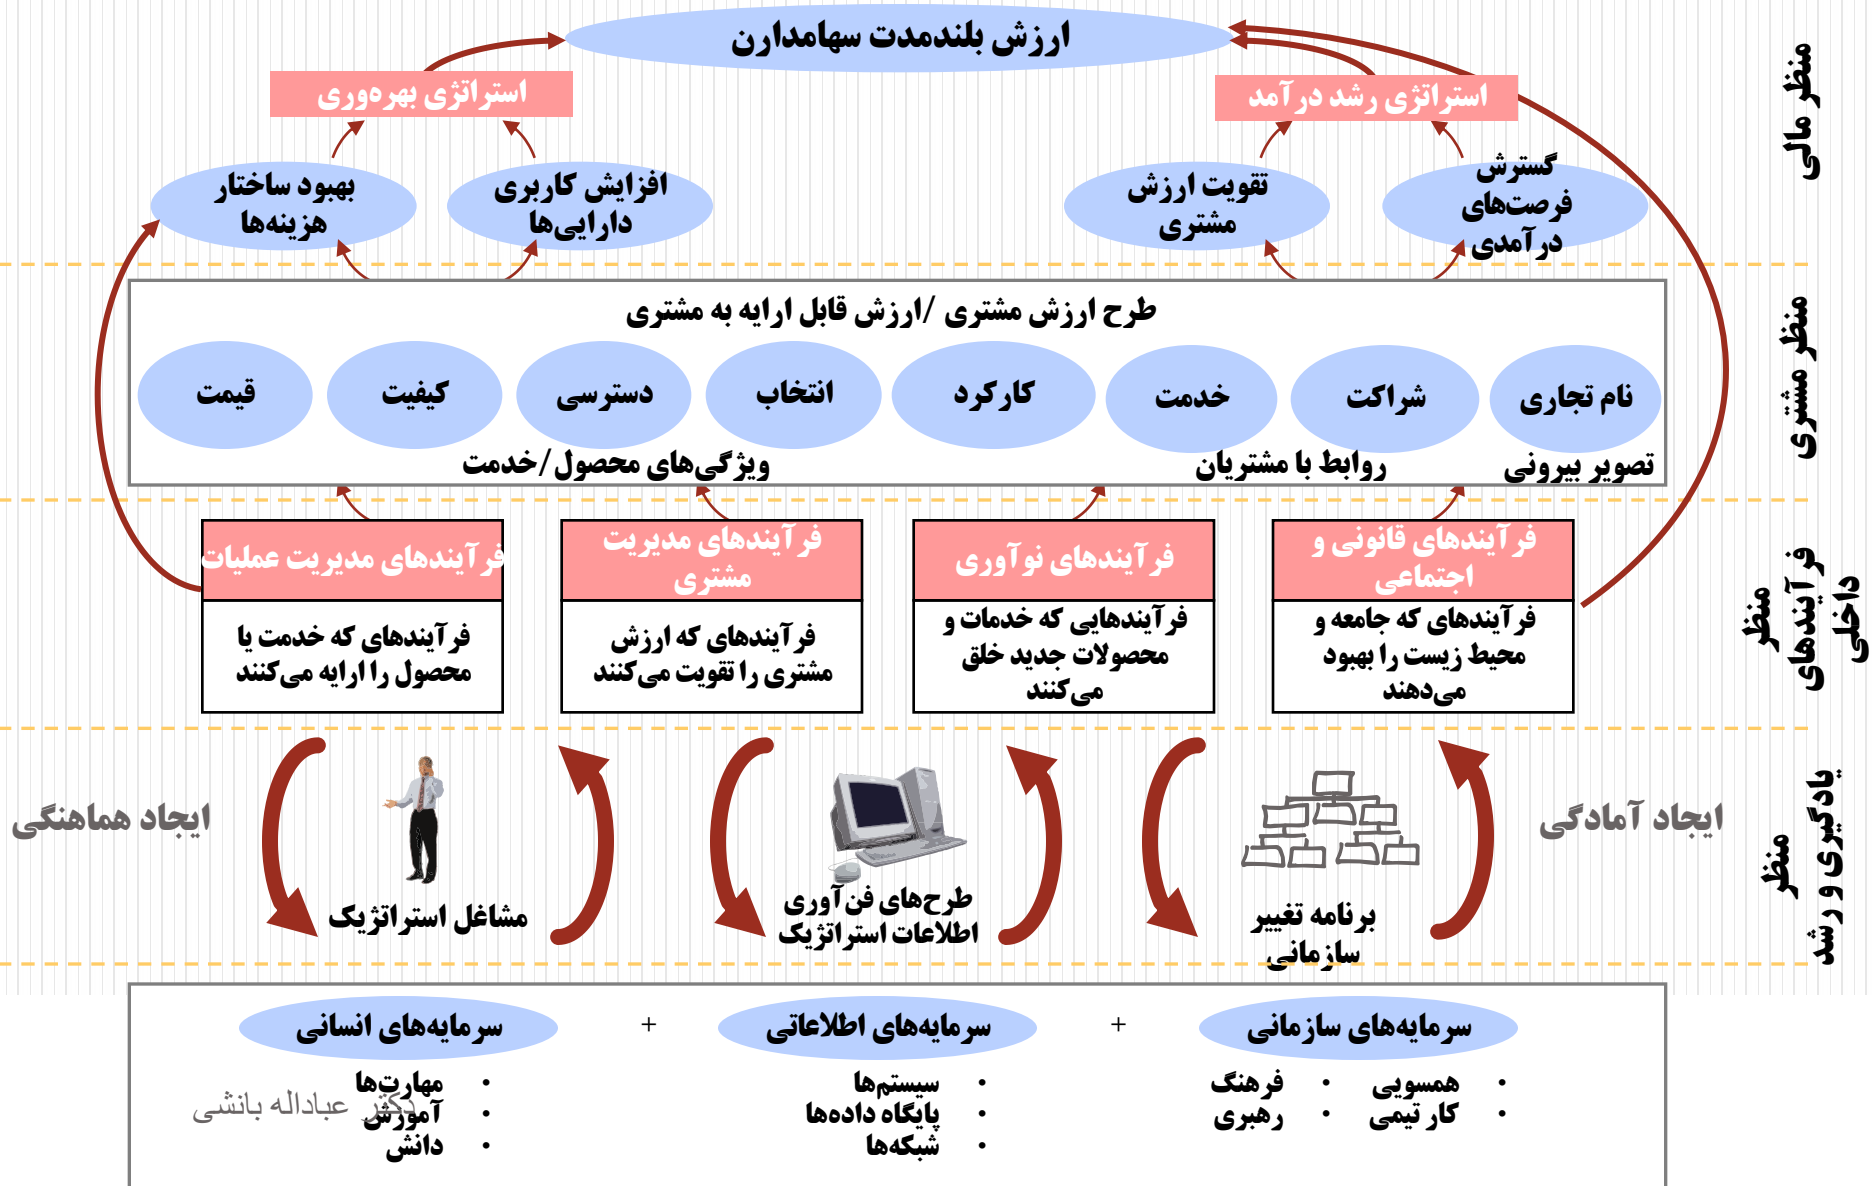 ارزش بلندمدت سهامدارن
منظر مالی
استراتژی رشد درآمد
استراتژی بهره‌وری
گسترش
فرصت‌های
درآمدی
تقویت ارزش
مشتری
افزایش کاربری
دارایی‌ها
بهبود ساختار
هزینه‌ها
منظر مشتری
طرح ارزش مشتری /ارزش قابل ارایه به مشتری
نام تجاری
شراکت
خدمت
کارکرد
انتخاب
دسترسی
کیفیت
قیمت
تصویر بیرونی
روابط با مشتریان
ویژگی‌های محصول/خدمت
منظر
فرآیندهای
داخلی
فرآیندهای قانونی و
اجتماعی
فرآیندهای که جامعه و
محیط زیست را بهبود
می‌دهند
فرآیندهای نوآوری
فرآیندهایی که خدمات و
محصولات جدید خلق
می‌کنند
فرآیندهای مدیریت
مشتری
فرآیندهای که ارزش
مشتری را تقویت می‌کنند
فرآیندهای مدیریت عملیات
فرآیندهای که خدمت یا
محصول را ارایه می‌کنند
منظر
یادگیری و رشد
ایجاد آمادگی
برنامه تغییر
سازمانی
طرح‌های فن‌آوری
اطلاعات استراتژیک
مشاغل استراتژیک
ایجاد هماهنگی
سرمایه‌های سازمانی
+
سرمایه‌های اطلاعاتی
+
سرمایه‌های انسانی
• همسویی
• کار تیمی
• فرهنگ
• رهبری
• سیستم‌ها
• پایگاه داده‌ها
• شبکه‌ها
• مهارت‌ها
• آموزش
• دانش
دکتر عباداله بانشی